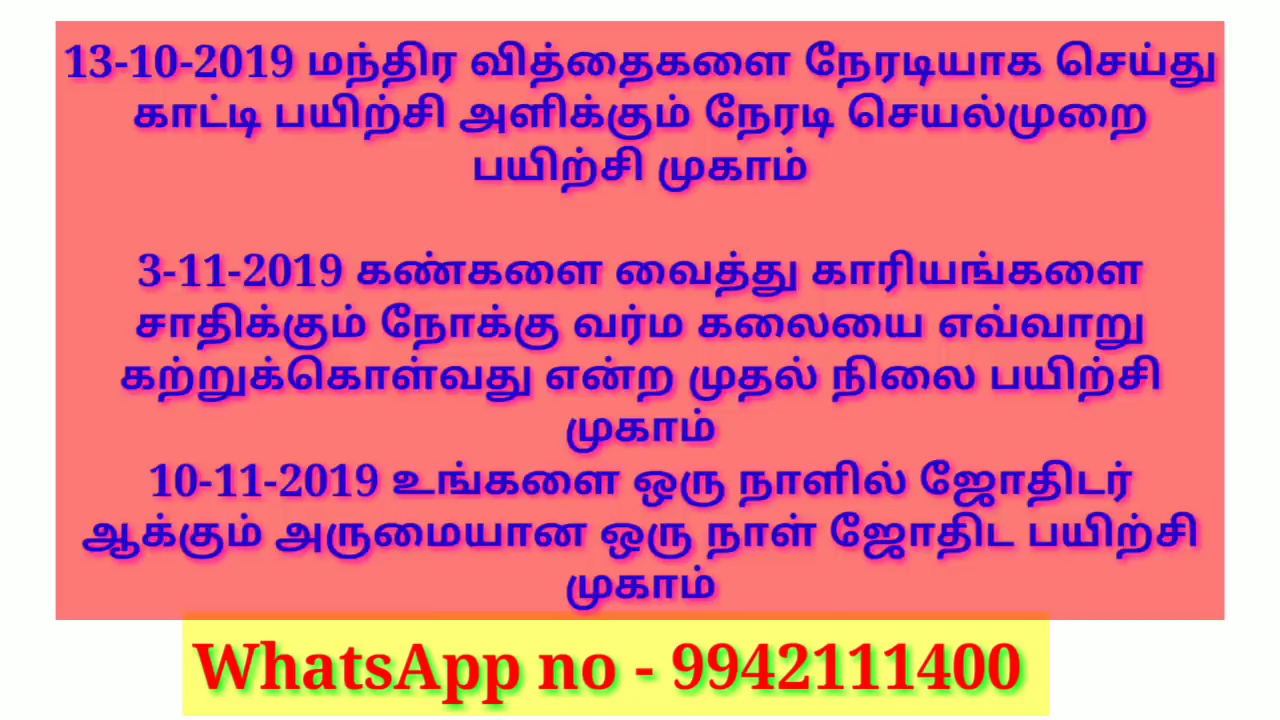 13-10-2019 மந்திர வித்தைகளை நேரடியாக செய்து
காட்டி பயிற்சி அளிக்கும் நேரடி செயல்முறை
பயிற்சி முகாம்
3-11-2019 கண்களை வைத்து காரியங்களை
சாதிக்கும் நோக்கு வர்ம கலையை எவ்வாறு
கற்றுக்கொள்வது என்ற முதல் நிலை பயிற்சி
முகாம்
10-11-2019 உங்களை ஒரு நாளில் ஜோதிடர்
ஆக்கும் அருமையான ஒரு நாள் ஜோதிட பயிற்சி
முகாம்
WhatsApp no - 9942111400